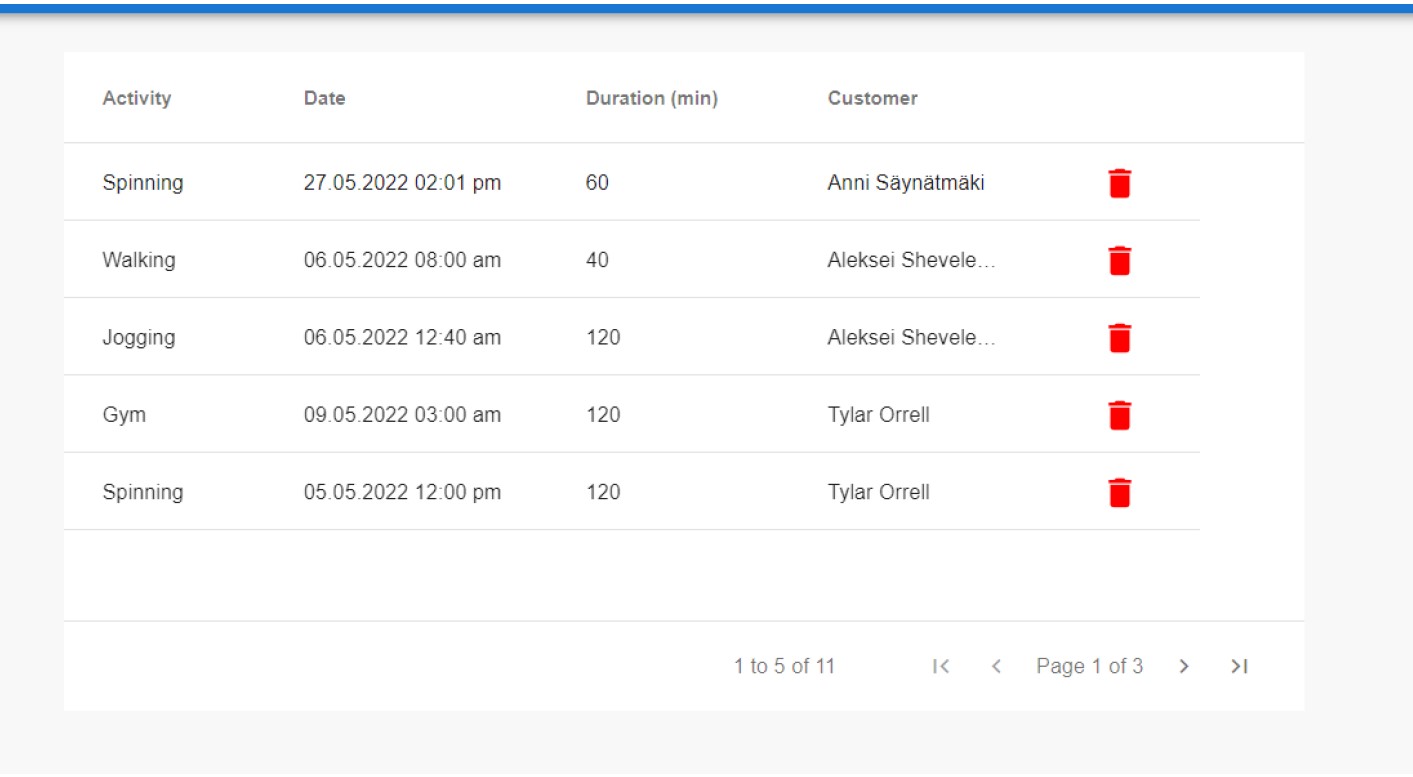 Activity Date Duration (min) Customer
Spinning 27.05.2022 02:01 pm 60 Anni Säynätmäki
Walking 06.05.2022 08:00 am 40 Aleksei Shevele...
Jogging 06.05.2022 12:40 am 120 Aleksei Shevele...
Gym 09.05.2022 03:00 am 120 Tylar Orrell
Spinning 05.05.2022 12:00 pm 120 Tylar Orrell
1 to 5 of 11 Page 1 of 3